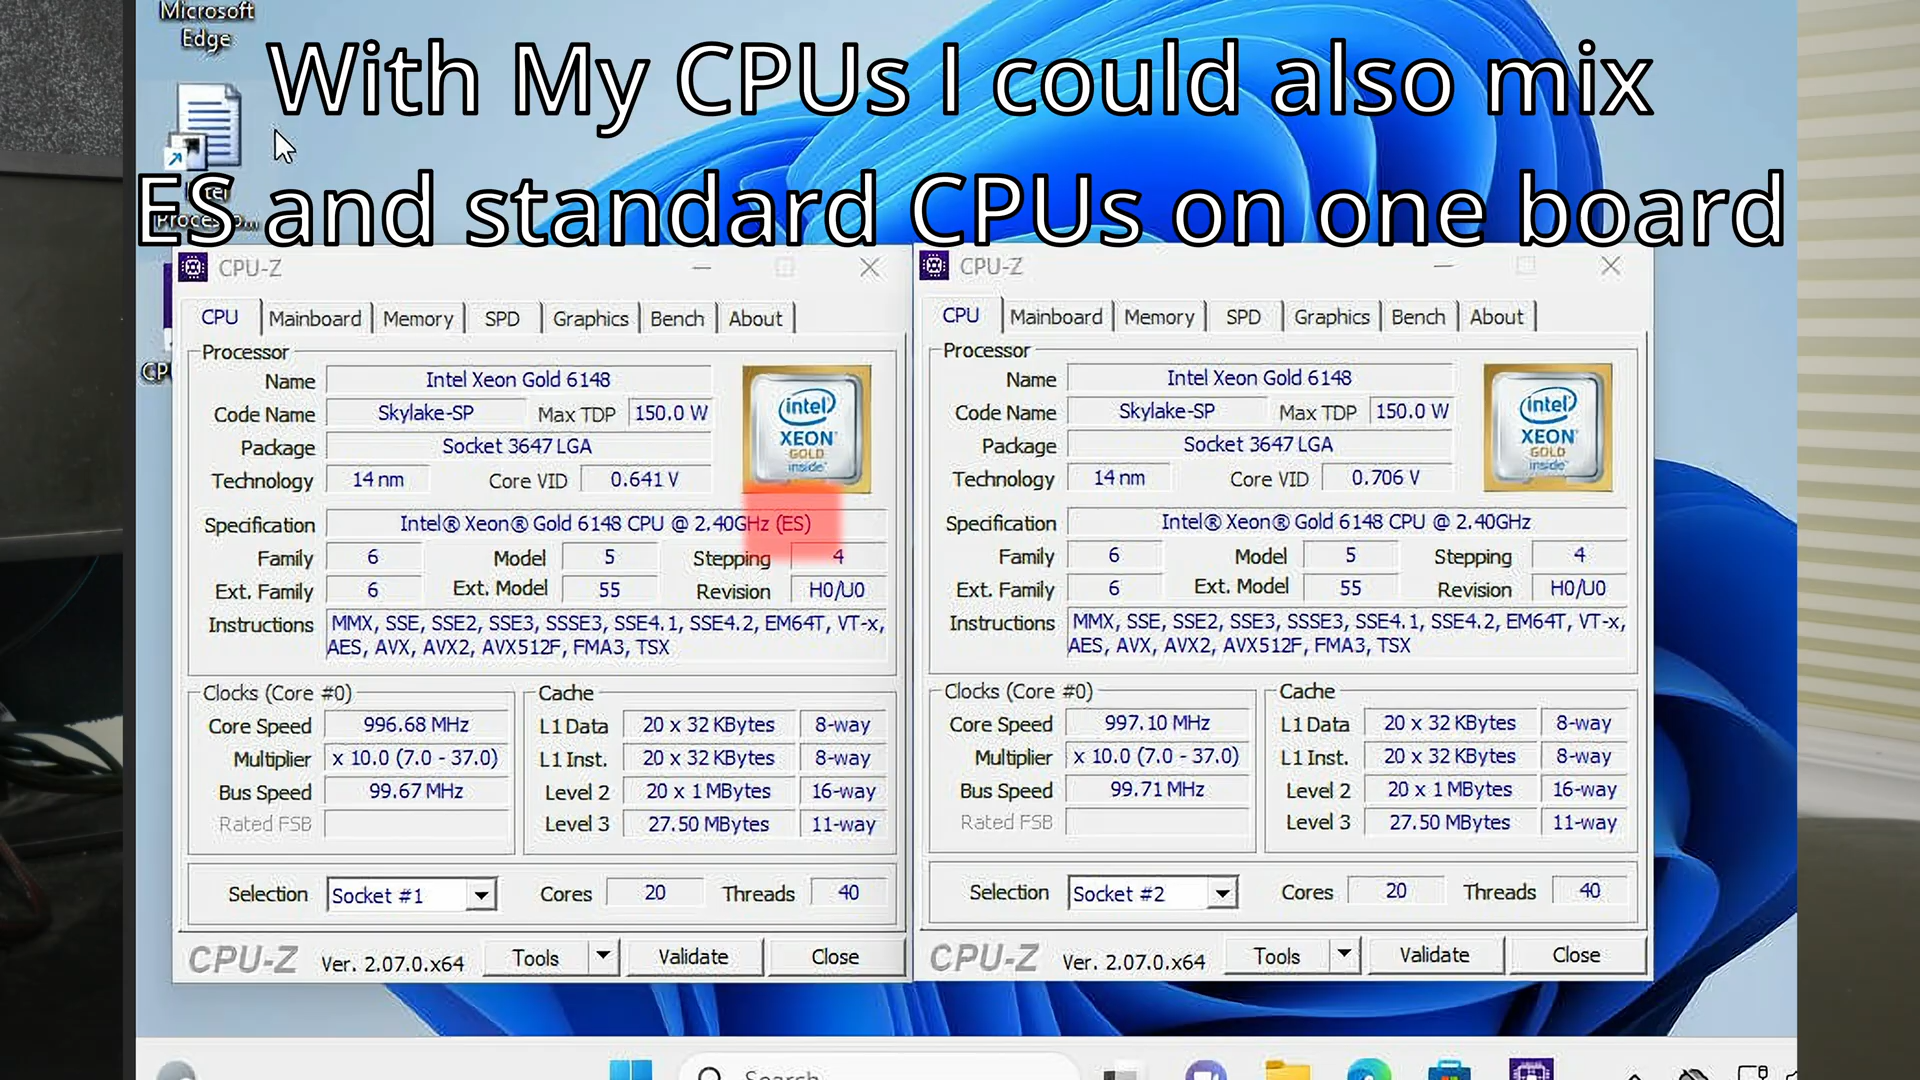 Microsoft
Edge
With My CPUs I could also mix
ES and standard CPUs on one board
Intel
Proces​so...
CPU-Z
CPU Mainboard Memory SPD Graphics Bench About
Processor
Name Intel Xeon Gold 6148
Code Name Skylake-SP Max TDP 150.0 W
Package Socket 3647 LGA
Technology 14 nm Core VID 0.641 V
intel
XEON
GOLD
inside
Specification Intel® Xeon® Gold 6148 CPU @ 2.40GHz (ES)
Family 6 Model 5 Stepping 4
Ext. Family 6 Ext. Model 55 Revision H0/U0
Instructions MMX, SSE, SSE2, SSE3, SSSE3, SSE4.1, SSE4.2, EM64T, VT-x,
AES, AVX, AVX2, AVX512F, FMA3, TSX
Clocks (Core #0)
Core Speed 996.68 MHz
Multiplier x 10.0 (7.0 - 37.0)
Bus Speed 99.67 MHz
Rated FSB
Cache
L1 Data 20 x 32 KBytes 8-way
L1 Inst. 20 x 32 KBytes 8-way
Level 2 20 x 1 MBytes 16-way
Level 3 27.50 MBytes 11-way
Selection Socket #1 Cores 20 Threads 40
CPU-Z Ver. 2.07.0.x64 Tools Validate Close
CPU-Z
CPU Mainboard Memory SPD Graphics Bench About
Processor
Name Intel Xeon Gold 6148
Code Name Skylake-SP Max TDP 150.0 W
Package Socket 3647 LGA
Technology 14 nm Core VID 0.706 V
intel
XEON
GOLD
inside
Specification Intel® Xeon® Gold 6148 CPU @ 2.40GHz
Family 6 Model 5 Stepping 4
Ext. Family 6 Ext. Model 55 Revision H0/U0
Instructions MMX, SSE, SSE2, SSE3, SSSE3, SSE4.1, SSE4.2, EM64T, VT-x,
AES, AVX, AVX2, AVX512F, FMA3, TSX
Clocks (Core #0)
Core Speed 997.10 MHz
Multiplier x 10.0 (7.0 - 37.0)
Bus Speed 99.71 MHz
Rated FSB
Cache
L1 Data 20 x 32 KBytes 8-way
L1 Inst. 20 x 32 KBytes 8-way
Level 2 20 x 1 MBytes 16-way
Level 3 27.50 MBytes 11-way
Selection Socket #2 Cores 20 Threads 40
CPU-Z Ver. 2.07.0.x64 Tools Validate Close
Search